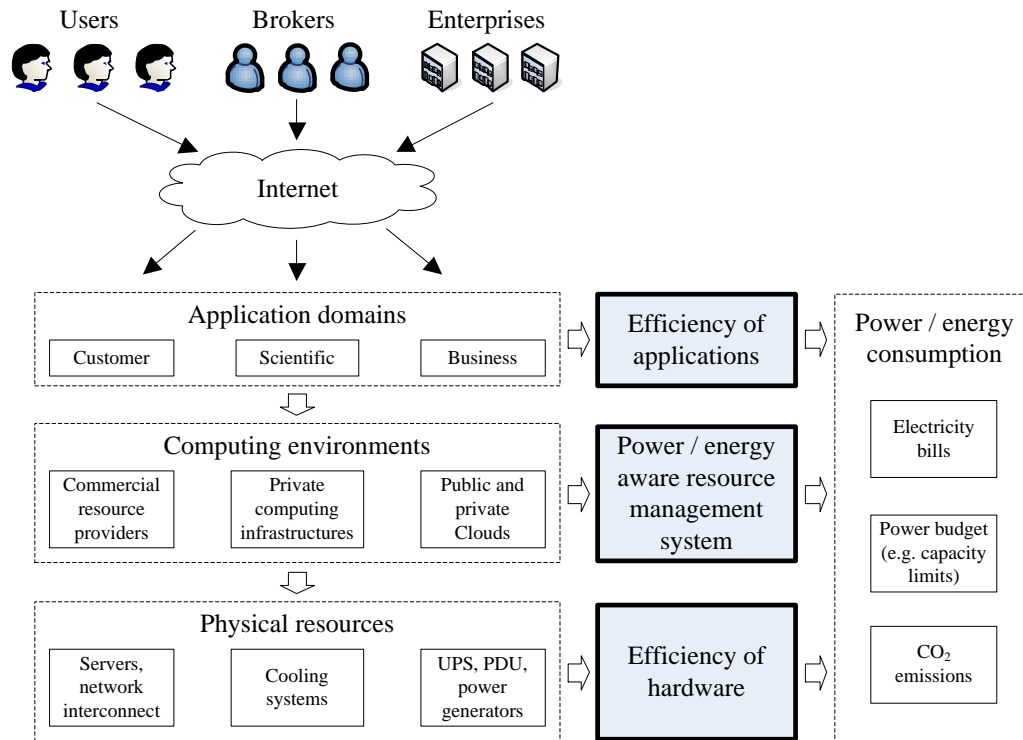 Users
Brokers
Enterprises
Internet
Application domains
Customer
Scientific
Business
Efficiency of
applications
Power / energy
consumption
Electricity
bills
Power budget
(e.g. capacity
limits)
CO₂
emissions
Computing environments
Commercial
resource
providers
Private
computing
infrastructures
Public and
private
Clouds
Power / energy
aware resource
management
system
Physical resources
Servers,
network
interconnect
Cooling
systems
UPS, PDU,
power
generators
Efficiency of
hardware